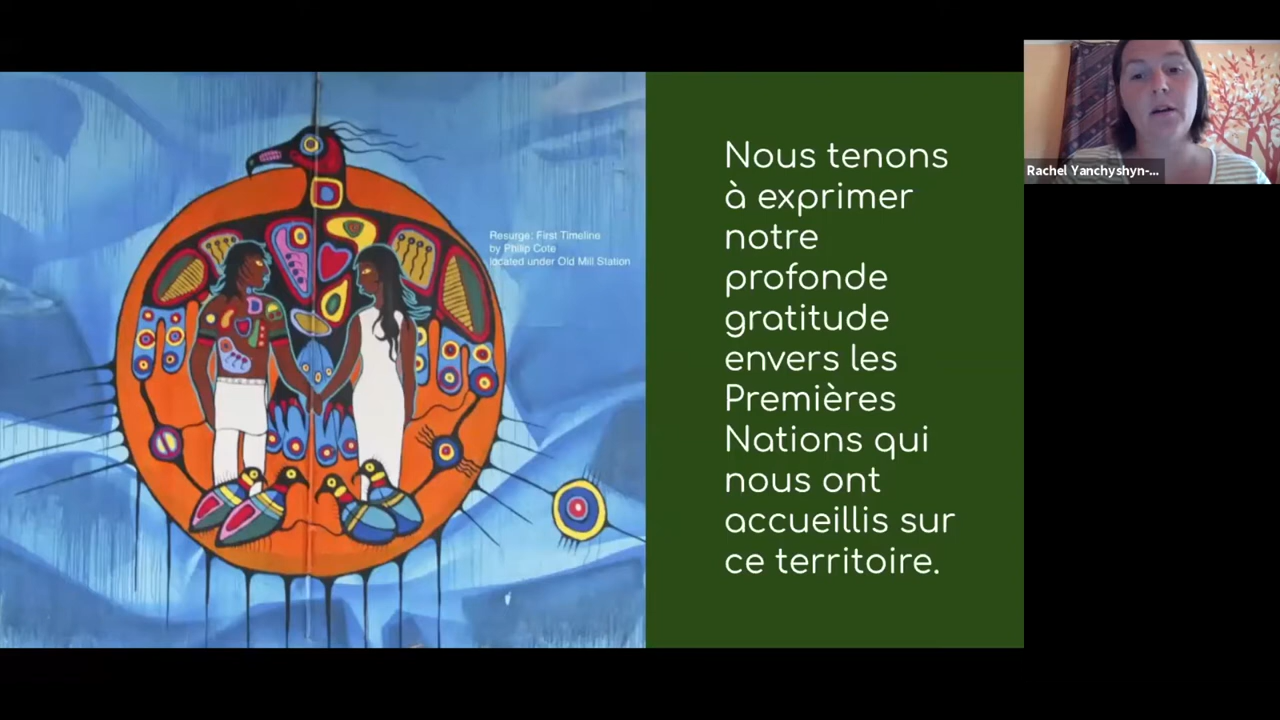 Resurge: First Timeline
by Philip Cote
located under Old Mill Station
Nous tenons
à exprimer
notre
profonde
gratitude
envers les
Premières
Nations qui
nous ont
accueillis sur
ce territoire.
Rachel Yanchyshyn-...